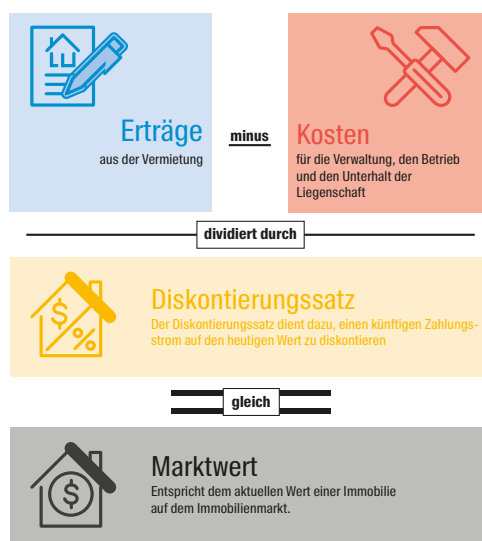 Erträge
aus der Vermietung
minus
Kosten
für die Verwaltung, den Betrieb
und den Unterhalt der
Liegenschaft
dividiert durch
$
%
Diskontierungssatz
Der Diskontierungssatz dient dazu, einen künftigen Zahlungs-
strom auf den heutigen Wert zu diskontieren
gleich
$
Marktwert
Entspricht dem aktuellen Wert einer Immobilie
auf dem Immobilienmarkt.